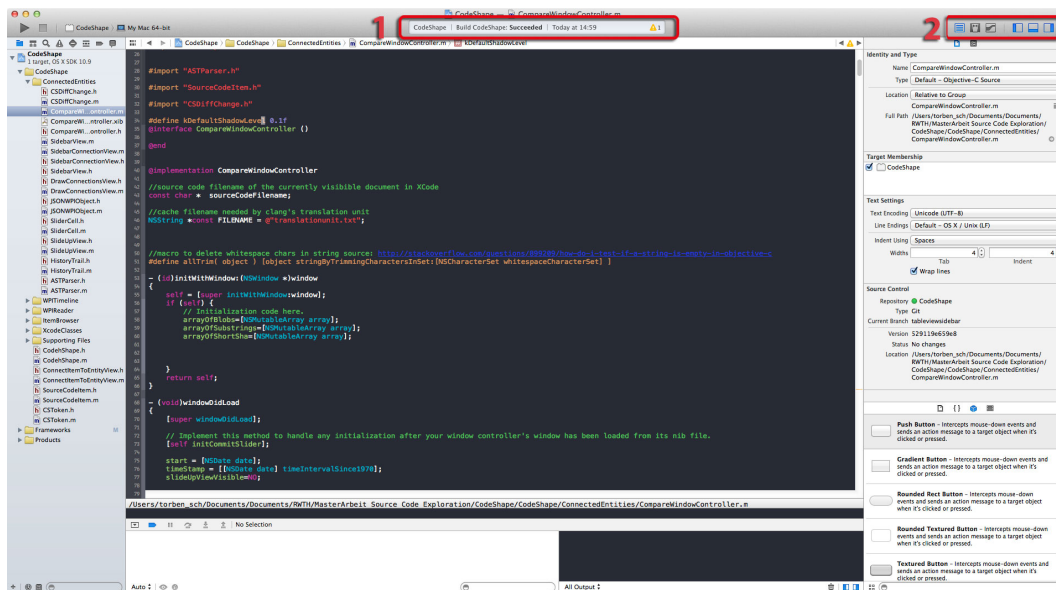 CodeShape — CompareWindowController.m
1
2
CodeShape My Mac 64-bit
CodeShape | Build CodeShape: Succeeded | Today at 14:59
1
CodeShape CodeShape ConnectedEntities CompareWindowController.m kDefaultShadowLevel
CodeShape
1 target, OS X SDK 10.9
CodeShape
ConnectedEntities
CSDiffChange.h
CSDiffChange.m
CompareWi...ontroller.m
CompareWi...ntroller.xib
CompareWi...ontroller.h
SidebarView.m
SidebarConnectionView.m
SidebarConnectionView.h
SidebarView.h
DrawConnectionsView.h
DrawConnectionsView.m
JSONWPIObject.h
JSONWPIObject.m
SliderCell.h
SliderCell.m
SlideUpView.h
SlideUpView.m
HistoryTrail.h
HistoryTrail.m
ASTParser.h
ASTParser.m
WPITimeline
WPIReader
ItemBrowser
XcodeClasses
Supporting Files
CodehShape.h
CodehShape.m
ConnectItemToEntityView.h
ConnectItemToEntityView.m
SourceCodeItem.h
SourceCodeItem.m
CSToken.h
CSToken.m
Frameworks M
Products
#import "ASTParser.h"
#import "SourceCodeItem.h"
#import "CSDiffChange.h"
#define kDefaultShadowLevel 0.1f
@interface CompareWindowController ()
@end
@implementation CompareWindowController
//source code filename of the currently visibible document in XCode
const char * sourceCodeFilename;
//cache filename needed by clang's translation unit
NSString *const FILENAME = @"translationunit.txt";
//macro to delete whitespace chars in string source:
#define allTrim( object ) [object stringByTrimmingCharactersInSet:[NSCharacterSet whitespaceCharacterSet] ]
- (id)initWithWindow:(NSWindow *)window
{
self = [super initWithWindow:window];
if (self) {
// Initialization code here.
arrayOfBlobs=[NSMutableArray array];
arrayOfSubstrings=[NSMutableArray array];
arrayOfShortSha=[NSMutableArray array];
}
return self;
}
- (void)windowDidLoad
{
[super windowDidLoad];
// Implement this method to handle any initialization after your window controller's window has been loaded from its nib file.
[self initCommitSlider];
start = [NSDate date];
timeStamp = [[NSDate date] timeIntervalSince1970];
slideUpViewVisible=NO;
/Users/torben_sch/Documents/Documents/RWTH/MasterArbeit Source Code Exploration/CodeShape/CodeShape/ConnectedEntities/CompareWindowController.m
No Selection
Auto
All Output
Identity and Type
Name CompareWindowController.m
Type Default - Objective-C Source
Location Relative to Group
CompareWindowController.m
Full Path /Users/torben_sch/Documents/Documents/
RWTH/MasterArbeit Source Code Exploration/
CodeShape/CodeShape/ConnectedEntities/
CompareWindowController.m
Target Membership
CodeShape
Text Settings
Text Encoding Unicode (UTF-8)
Line Endings Default - OS X / Unix (LF)
Indent Using Spaces
Widths 4 4
Tab Indent
Wrap lines
Source Control
Repository CodeShape
Type Git
Current Branch tableviewsidebar
Version 529119e659e8
Status No changes
Location /Users/torben_sch/Documents/Documents/
RWTH/MasterArbeit Source Code Exploration/
CodeShape/CodeShape/ConnectedEntities/
CompareWindowController.m
{ }
Push Button - Intercepts mouse-down events and
sends an action message to a target object when it's
clicked or pressed.
Gradient Button - Intercepts mouse-down events and
sends an action message to a target object when it's
clicked or pressed.
Rounded Rect Button - Intercepts mouse-down
events and sends an action message to a target object
when it's clicked or pressed.
Rounded Textured Button - Intercepts mouse-down
events and sends an action message to a target object
when it's clicked or pressed.
Textured Button - Intercepts mouse-down events and
sends an action message to a target object when it's
clicked or pressed.